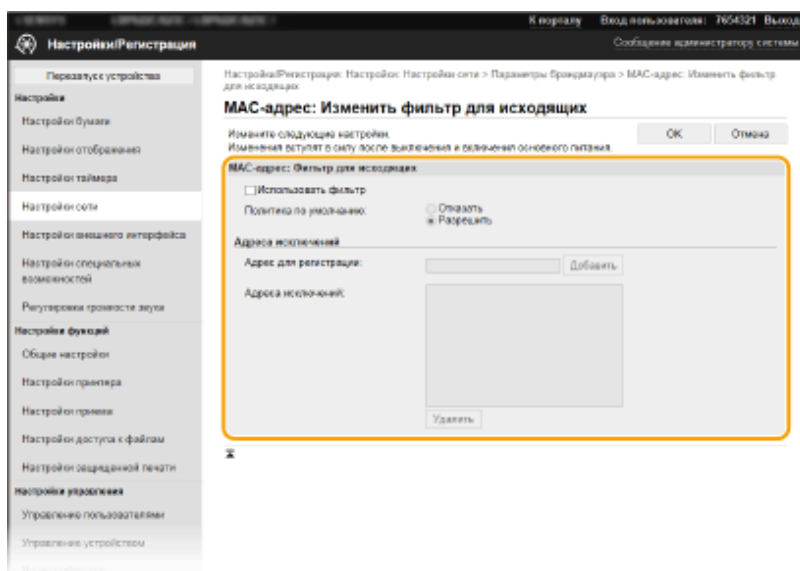 К порталу Вход пользователя: 7654321 Выход
Настройки/Регистрация
Сообщение администратору системы
Перезапуск устройства
Настройки
Настройки бумаги
Настройки отображения
Настройки таймера
Настройки сети
Настройки внешнего интерфейса
Настройки специальных
возможностей
Регулировка громкости звука
Настройки функций
Общие настройки
Настройки принтера
Настройки приема
Настройки доступа к файлам
Настройки защищенной печати
Настройки управления
Управление пользователями
Управление устройством
Настройка/Регистрация: Настройки: Настройки сети > Параметры брандмауэра > MAC-адрес: Изменить фильтр
для исходящих
MAC-адрес: Изменить фильтр для исходящих
Измените следующие настройки.
Изменения вступят в силу после выключения и включения основного питания.
OK Отмена
MAC-адрес: Фильтр для исходящих
Использовать фильтр
Политика по умолчанию:
Отказать
Разрешить
Адреса исключений
Адрес для регистрации:
Добавить
Адреса исключений:
Удалить